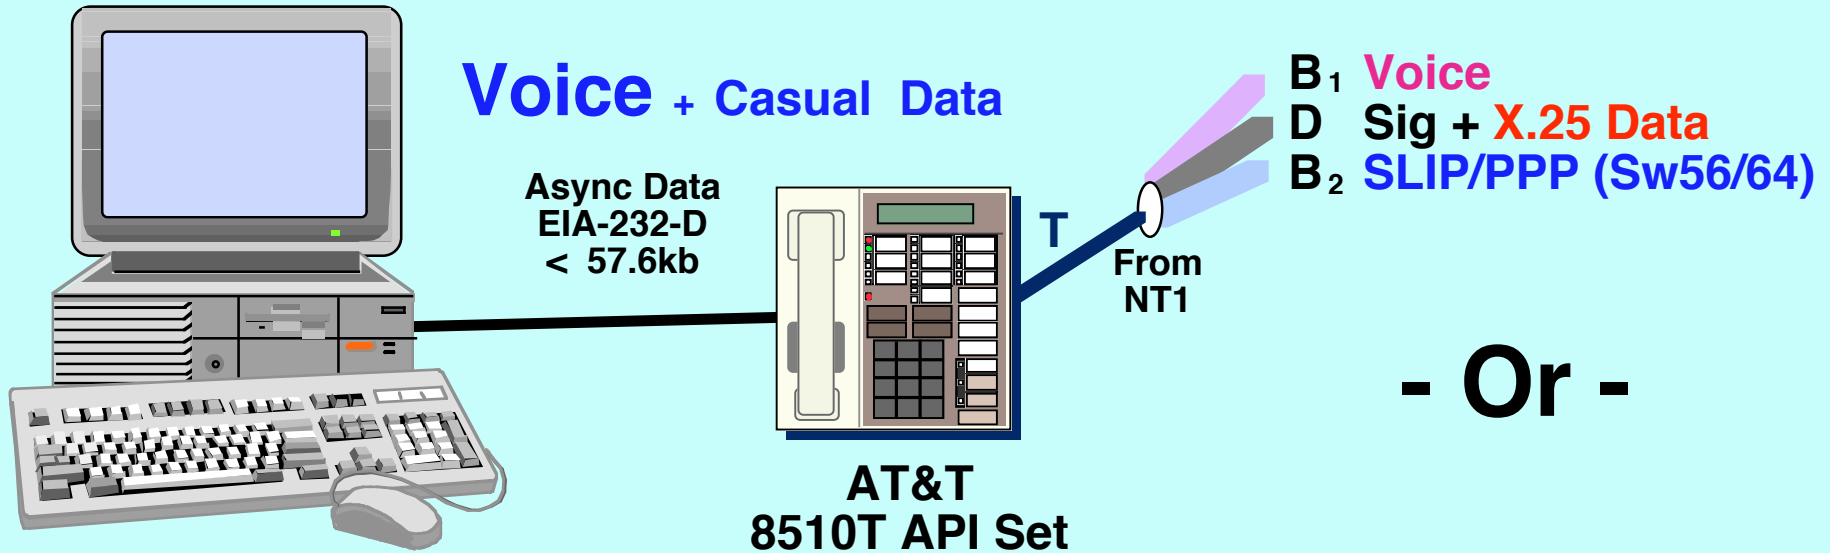 Voice + Casual Data
B1 Voice
D Sig + X.25 Data
B2 SLIP/PPP (Sw56/64)
Async Data
EIA-232-D
< 57.6kb
T
From
NT1
- Or -
AT&T
8510T API Set